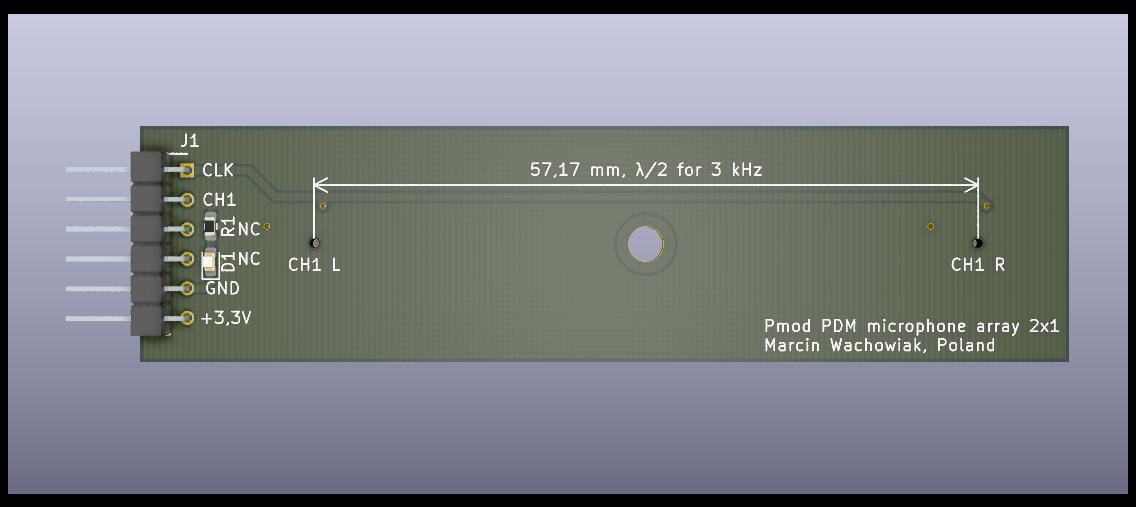 J1
57,17 mm, λ/2 for 3 kHz
CLK
CH1
R1
NC
D1
NC
CH1 L
CH1 R
GND
+3,3V
Pmod PDM microphone array 2x1
Marcin Wachowiak, Poland